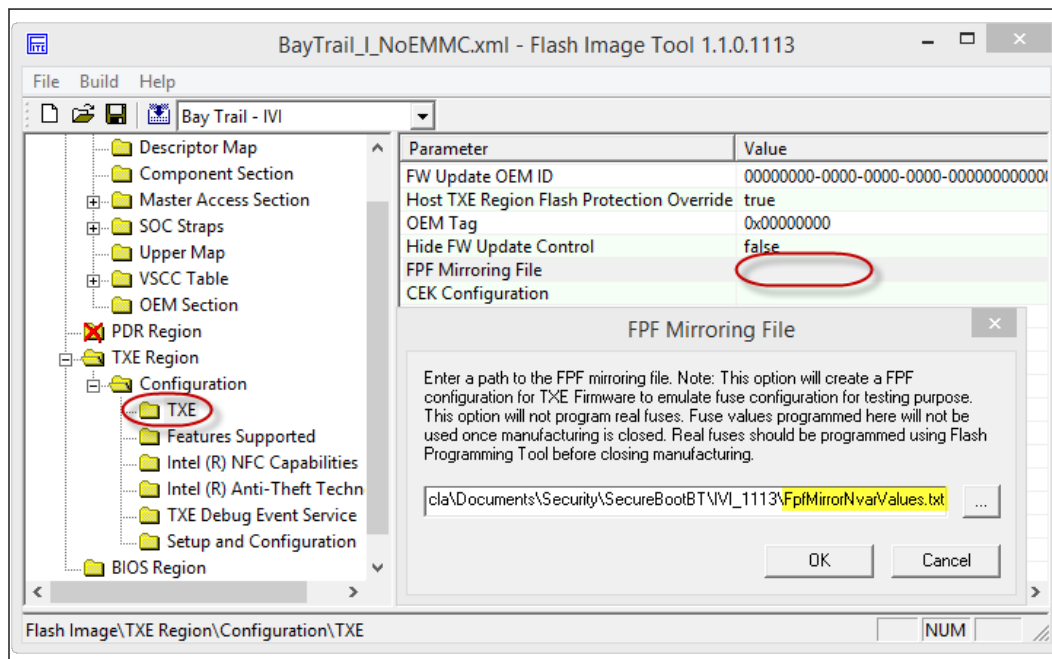 BayTrail_I_NoEMMC.xml - Flash Image Tool 1.1.0.1113
File Build Help
Bay Trail - IVI
Descriptor Map
Component Section
Master Access Section
SOC Straps
Upper Map
VSCC Table
OEM Section
PDR Region
TXE Region
Configuration
TXE
Features Supported
Intel (R) NFC Capabilities
Intel (R) Anti-Theft Techn
TXE Debug Event Service
Setup and Configuration
BIOS Region
Parameter Value
FW Update OEM ID 00000000-0000-0000-0000-000000000000
Host TXE Region Flash Protection Override true
OEM Tag 0x00000000
Hide FW Update Control false
FPF Mirroring File
CEK Configuration
FPF Mirroring File
Enter a path to the FPF mirroring file. Note: This option will create a FPF
configuration for TXE Firmware to emulate fuse configuration for testing purpose.
This option will not program real fuses. Fuse values programmed here will not be
used once manufacturing is closed. Real fuses should be programmed using Flash
Programming Tool before closing manufacturing.
cla\Documents\Security\SecureBootBT\IVI_1113\FpfMirrorNvarValues.txt ...
OK Cancel
Flash Image\TXE Region\Configuration\TXE NUM